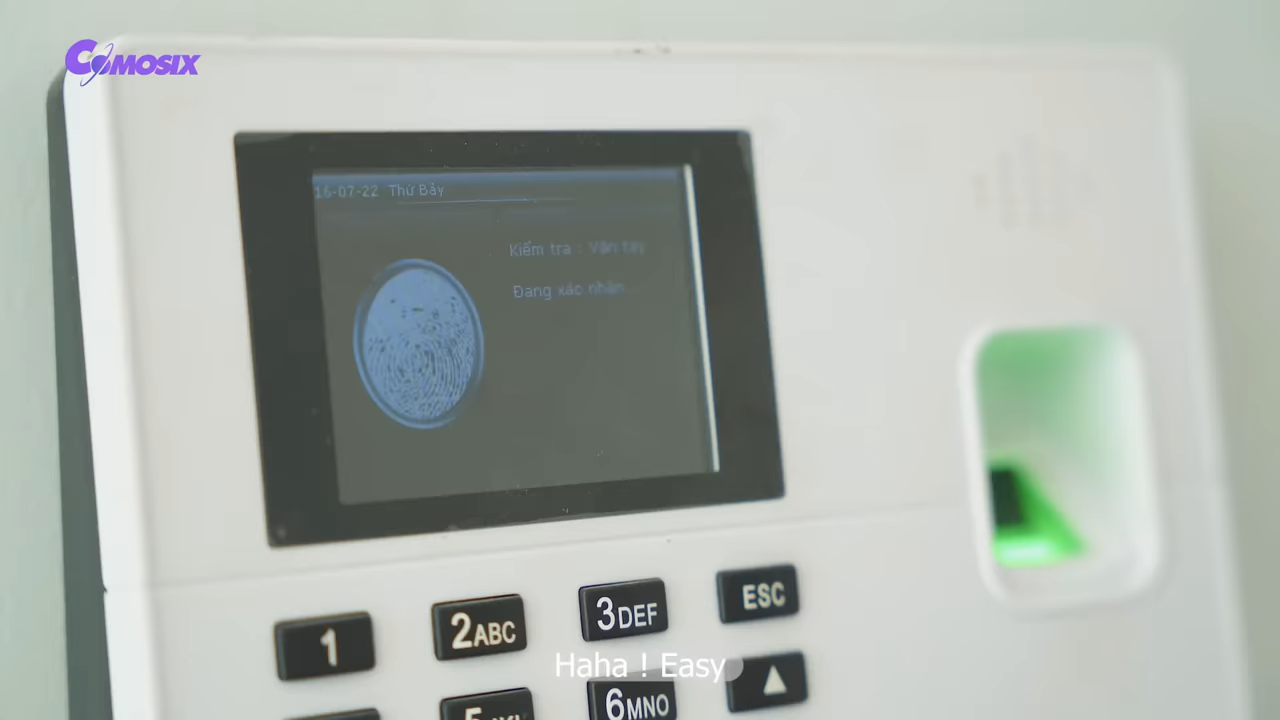 COMOSIX
16-07-22 Thứ Bảy
Kiểm tra : Vân tay
Đang xác nhận
1
2ABC
3DEF
ESC
6MNO
Haha ! Easy